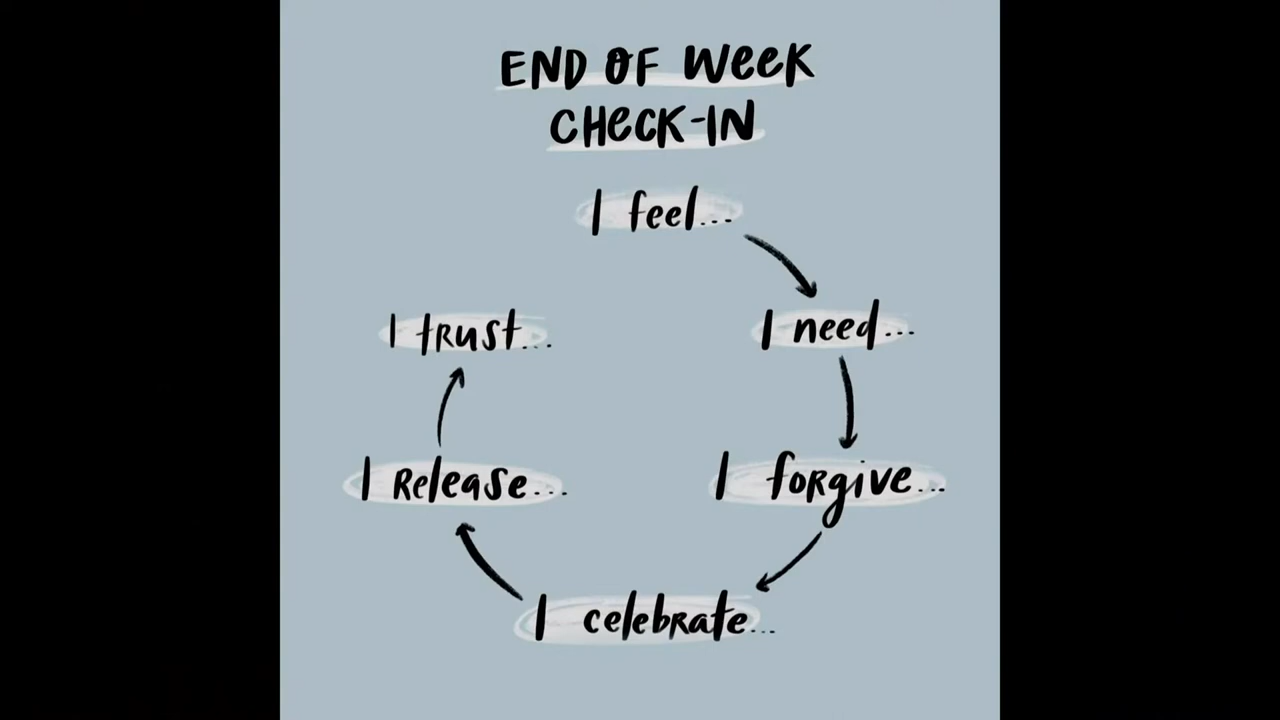 END OF WEEK
CHECK-IN
I feel...
I need...
I forgive...
I celebrate...
I Release...
I trust...